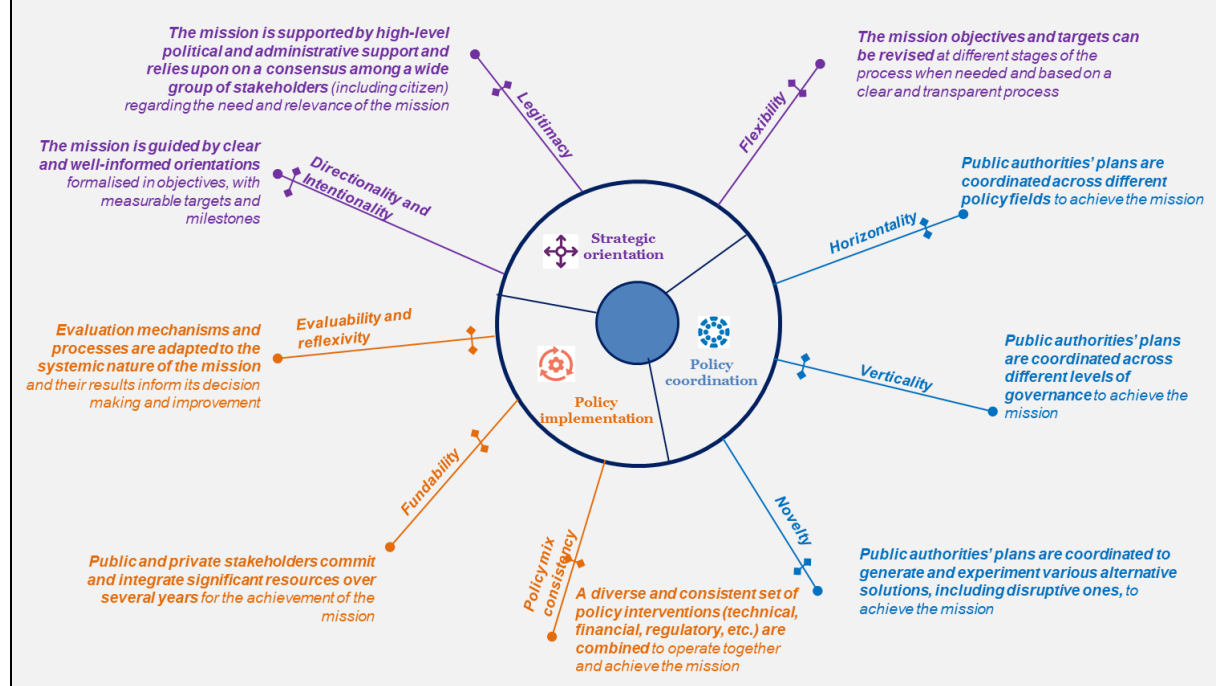 The mission is supported by high-level
political and administrative support and
relies upon on a consensus among a wide
group of stakeholders (including citizen)
regarding the need and relevance of the mission
Legitimacy
The mission objectives and targets can
be revised at different stages of the
process when needed and based on a
clear and transparent process
Flexibility
The mission is guided by clear
and well-informed orientations
formalised in objectives, with
measurable targets and
milestones
Directionality and
Intentionality
Public authorities' plans are
coordinated across different
policy fields to achieve the mission
Horizontality
Strategic
orientation
Evaluation mechanisms and
processes are adapted to the
systemic nature of the mission
and their results inform its decision
making and improvement
Evaluability and
reflexivity
Policy
coordination
Public authorities' plans
are coordinated across
different levels of
governance to achieve the
mission
Verticality
Policy
implementation
Public and private stakeholders commit
and integrate significant resources over
several years for the achievement of the
mission
Fundability
Policy mix
consistency
A diverse and consistent set of
policy interventions (technical,
financial, regulatory, etc.) are
combined to operate together
and achieve the mission
Novelty
Public authorities' plans are coordinated to
generate and experiment various alternative
solutions, including disruptive ones, to
achieve the mission